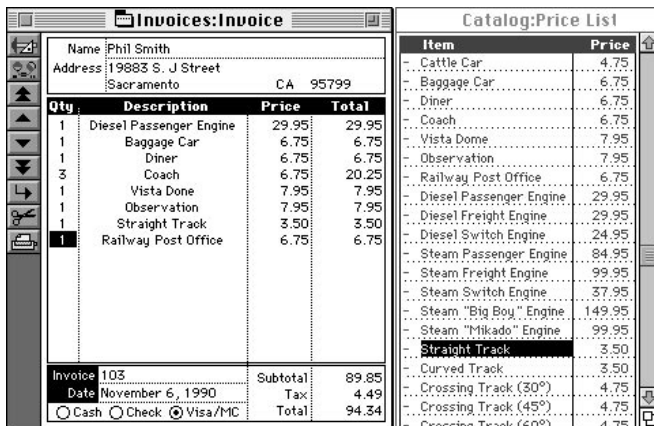 Invoices:Invoice
Name Phil Smith
Address 19883 S. J Street
Sacramento CA 95799
Qty Description Price Total
1 Diesel Passenger Engine 29.95 29.95
1 Baggage Car 6.75 6.75
1 Diner 6.75 6.75
3 Coach 6.75 20.25
1 Vista Done 7.95 7.95
1 Observation 7.95 7.95
1 Straight Track 3.50 3.50
1 Railway Post Office 6.75 6.75
Invoice 103
Date November 6, 1990
Cash Check Visa/MC
Subtotal 89.85
Tax 4.49
Total 94.34
Catalog:Price List
Item Price
- Cattle Car 4.75
- Baggage Car 6.75
- Diner 6.75
- Coach 6.75
- Vista Dome 7.95
- Observation 7.95
- Railway Post Office 6.75
- Diesel Passenger Engine 29.95
- Diesel Freight Engine 29.95
- Diesel Switch Engine 24.95
- Steam Passenger Engine 84.95
- Steam Freight Engine 99.95
- Steam Switch Engine 37.95
- Steam "Big Boy" Engine 149.95
- Steam "Mikado" Engine 99.95
- Straight Track 3.50
- Curved Track 3.50
- Crossing Track (30°) 4.75
- Crossing Track (45°) 4.75
- Crossing Track (60°) 4.75